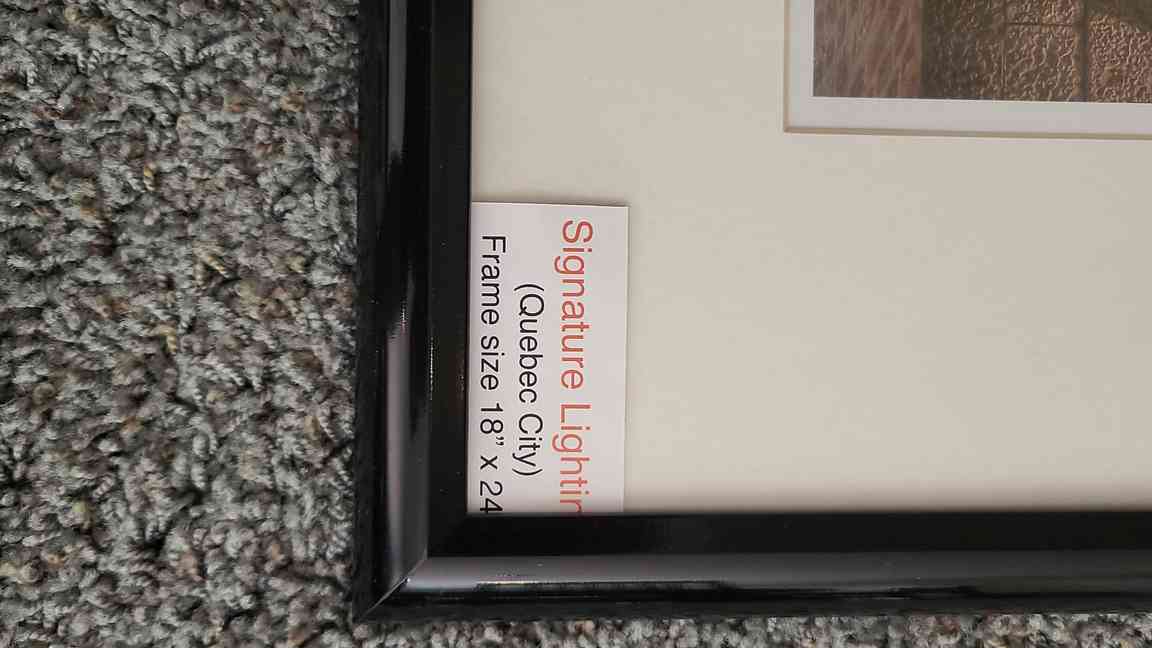 Signature Lightin
(Quebec City)
Frame size 18” x 24